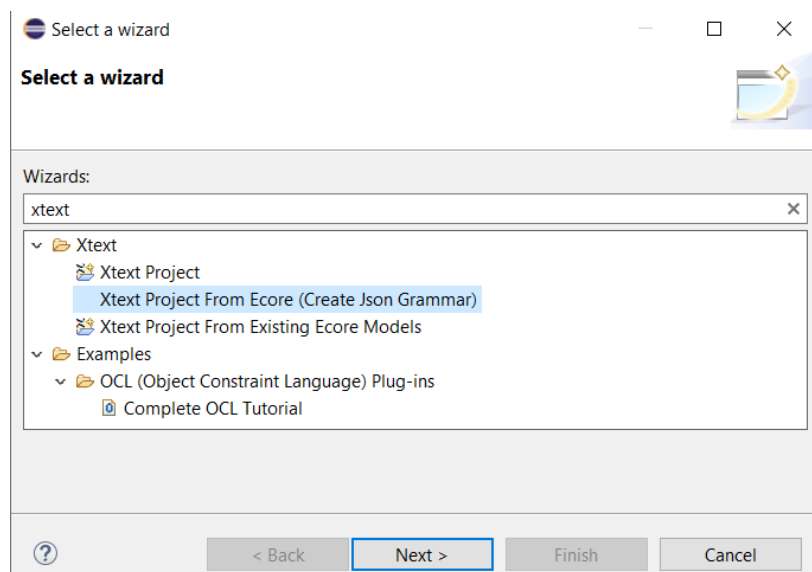 Select a wizard
Select a wizard
Wizards:
xtext
Xtext
Xtext Project
Xtext Project From Ecore (Create Json Grammar)
Xtext Project From Existing Ecore Models
Examples
OCL (Object Constraint Language) Plug-ins
Complete OCL Tutorial
? < Back Next > Finish Cancel